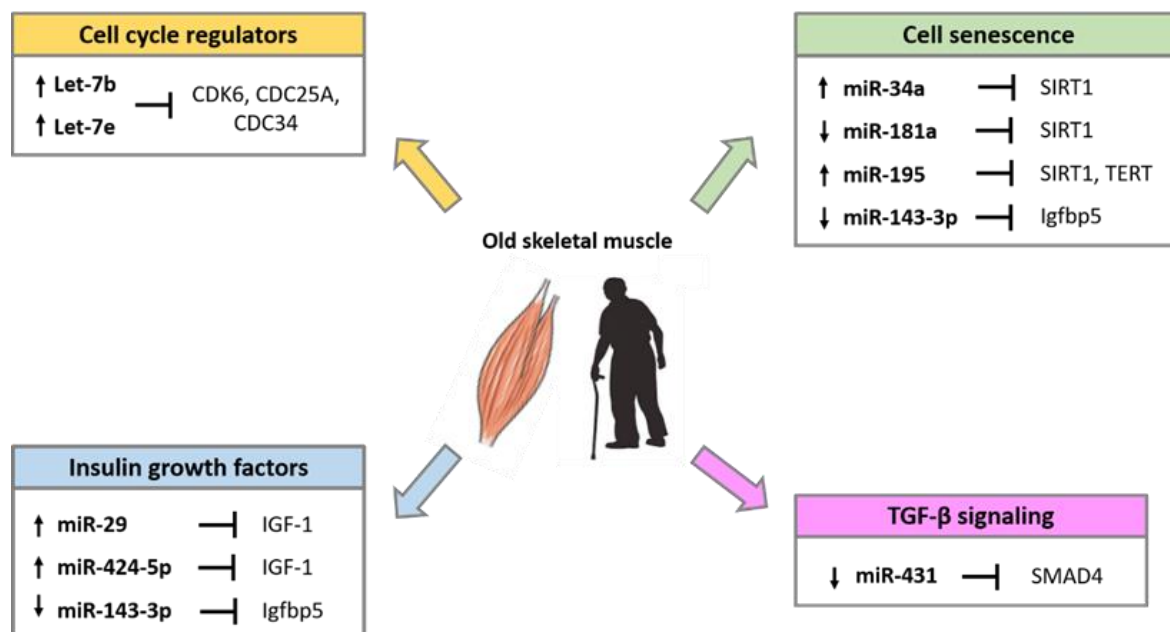 Cell cycle regulators
↑ Let-7b
↑ Let-7e
CDK6, CDC25A,
CDC34
Cell senescence
↑ miR-34a ⊣ SIRT1
↓ miR-181a ⊣ SIRT1
↑ miR-195 ⊣ SIRT1, TERT
↓ miR-143-3p ⊣ Igfbp5
Old skeletal muscle
Insulin growth factors
↑ miR-29 ⊣ IGF-1
↑ miR-424-5p ⊣ IGF-1
↓ miR-143-3p ⊣ Igfbp5
TGF-β signaling
↓ miR-431 ⊣ SMAD4